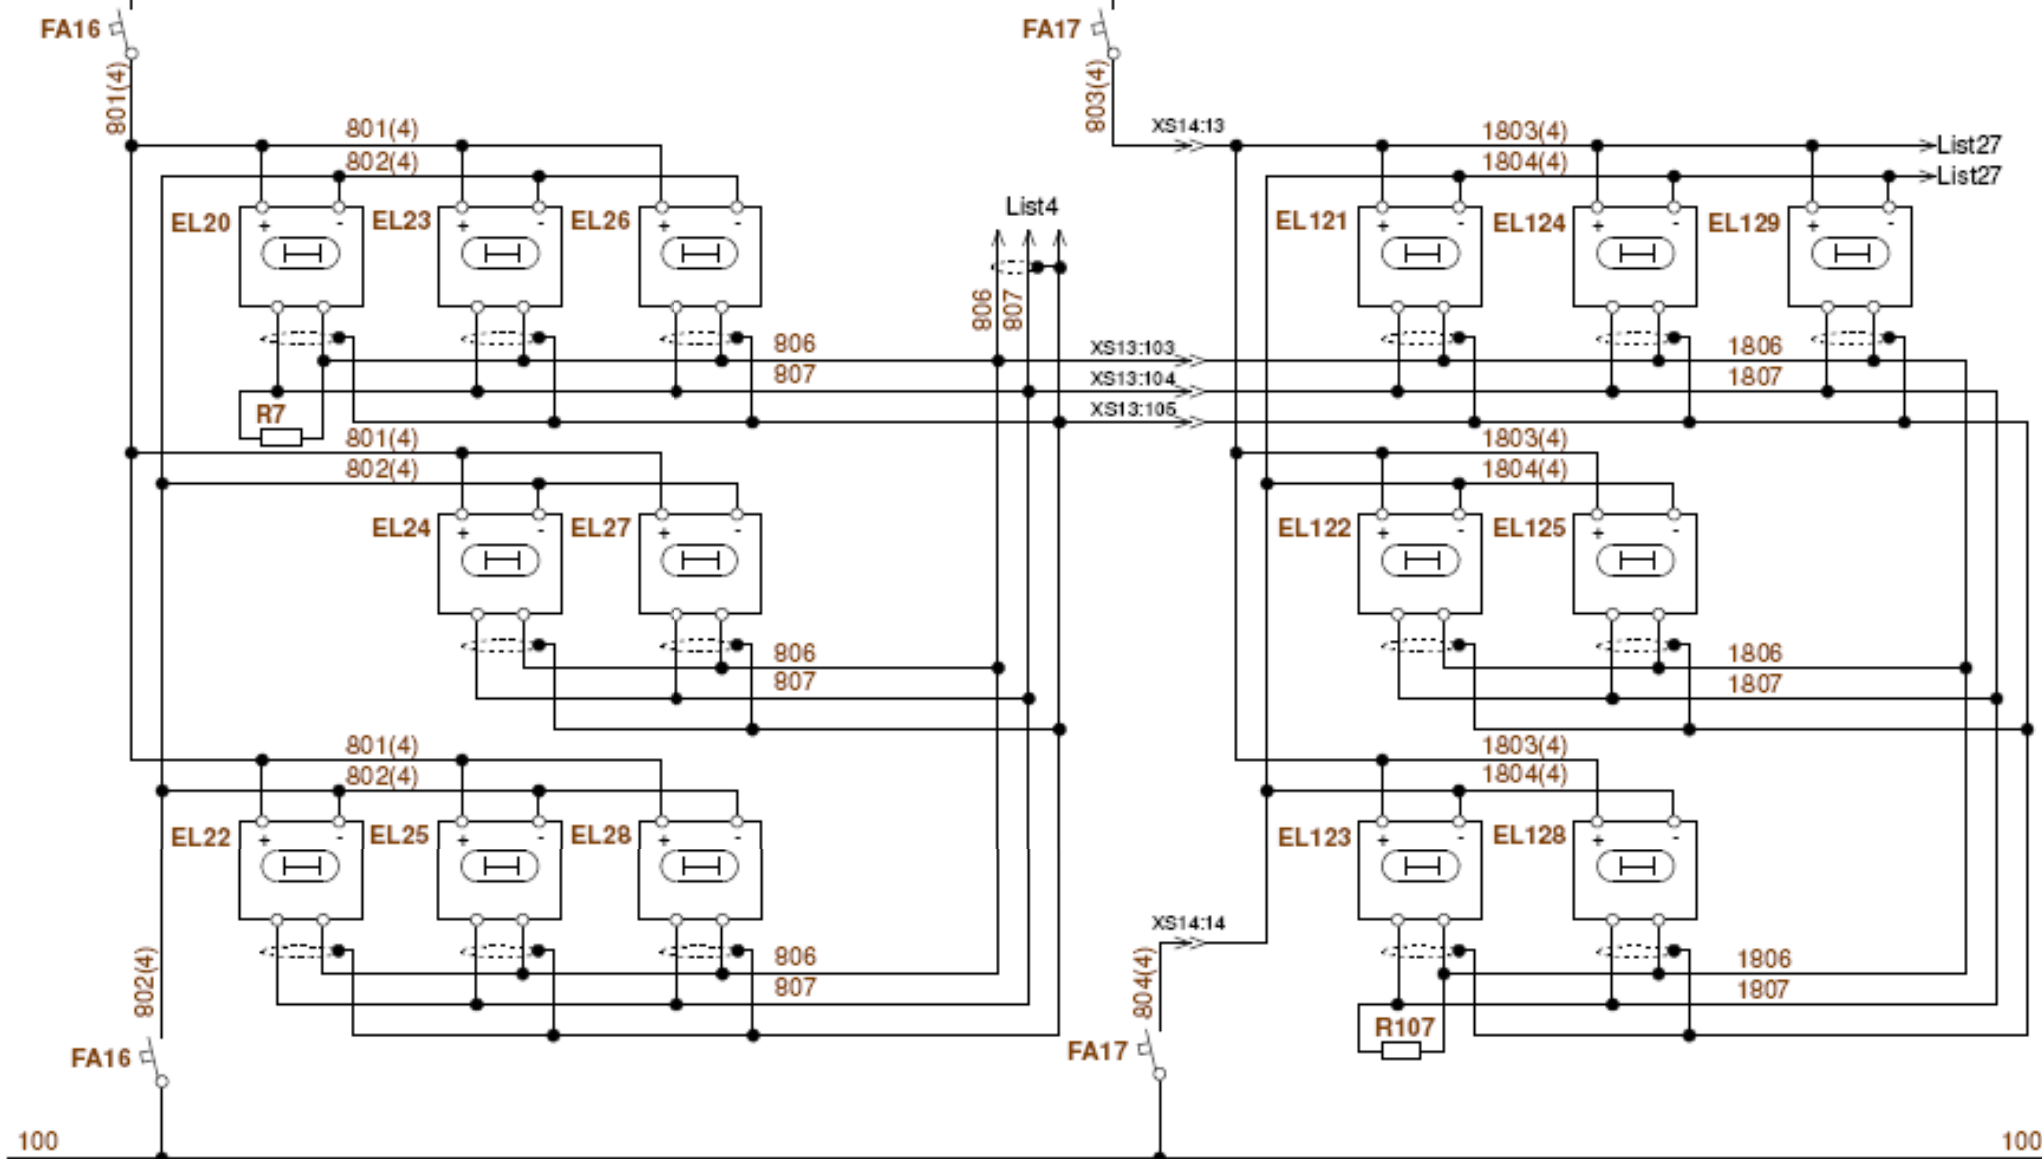 FA16
FA17
801(4)
803(4)
XS14:13
801(4)
1803(4)
List27
802(4)
1804(4)
List27
List4
EL20
+
-
EL23
+
-
EL26
+
-
EL121
+
-
EL124
+
-
EL129
+
-
806
807
806
XS13:103
1806
807
XS13:104
1807
XS13:105
R7
801(4)
1803(4)
802(4)
1804(4)
EL24
+
-
EL27
+
-
EL122
+
-
EL125
+
-
806
1806
807
1807
801(4)
1803(4)
802(4)
1804(4)
EL22
+
-
EL25
+
-
EL28
+
-
EL123
+
-
EL128
+
-
XS14:14
802(4)
804(4)
806
1806
807
1807
R107
FA16
FA17
100
100